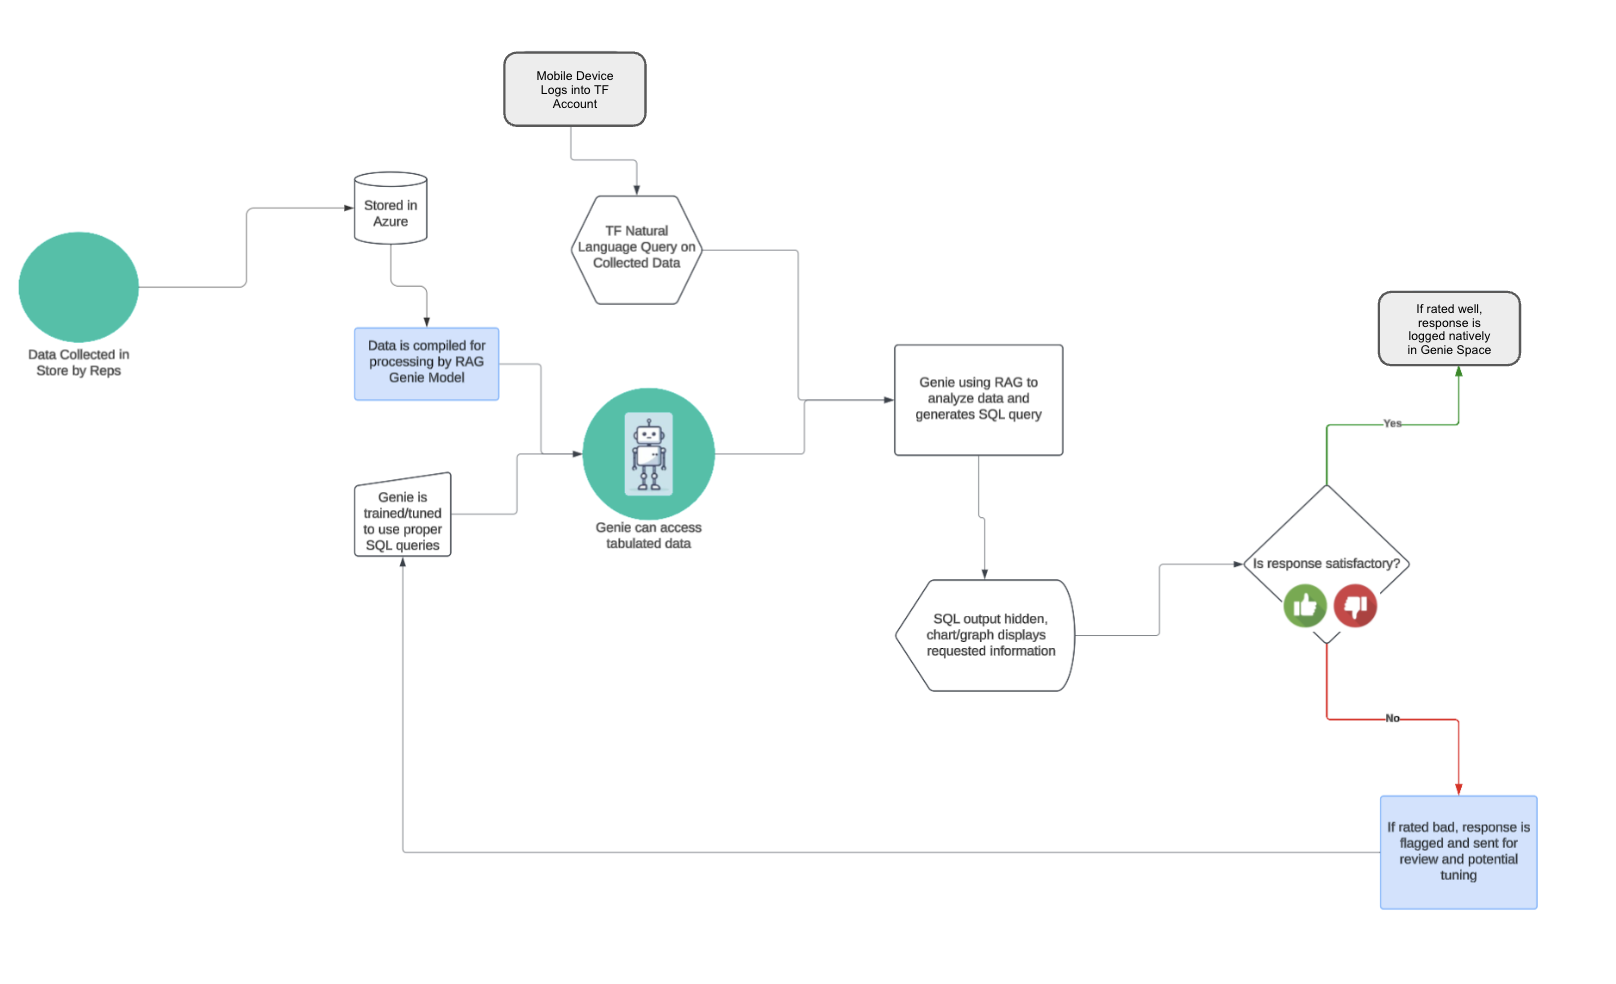 Mobile Device
Logs into TF
Account
Stored in
Azure
TF Natural
Language Query on
Collected Data
Data Collected in
Store by Reps
Data is compiled for
processing by RAG
Genie Model
If rated well,
response is
logged natively
in Genie Space
Genie using RAG to
analyze data and
generates SQL query
Yes
Genie is
trained/tuned
to use proper
SQL queries
Genie can access
tabulated data
Is response satisfactory?
SQL output hidden,
chart/graph displays
requested information
No
If rated bad, response is
flagged and sent for
review and potential
tuning